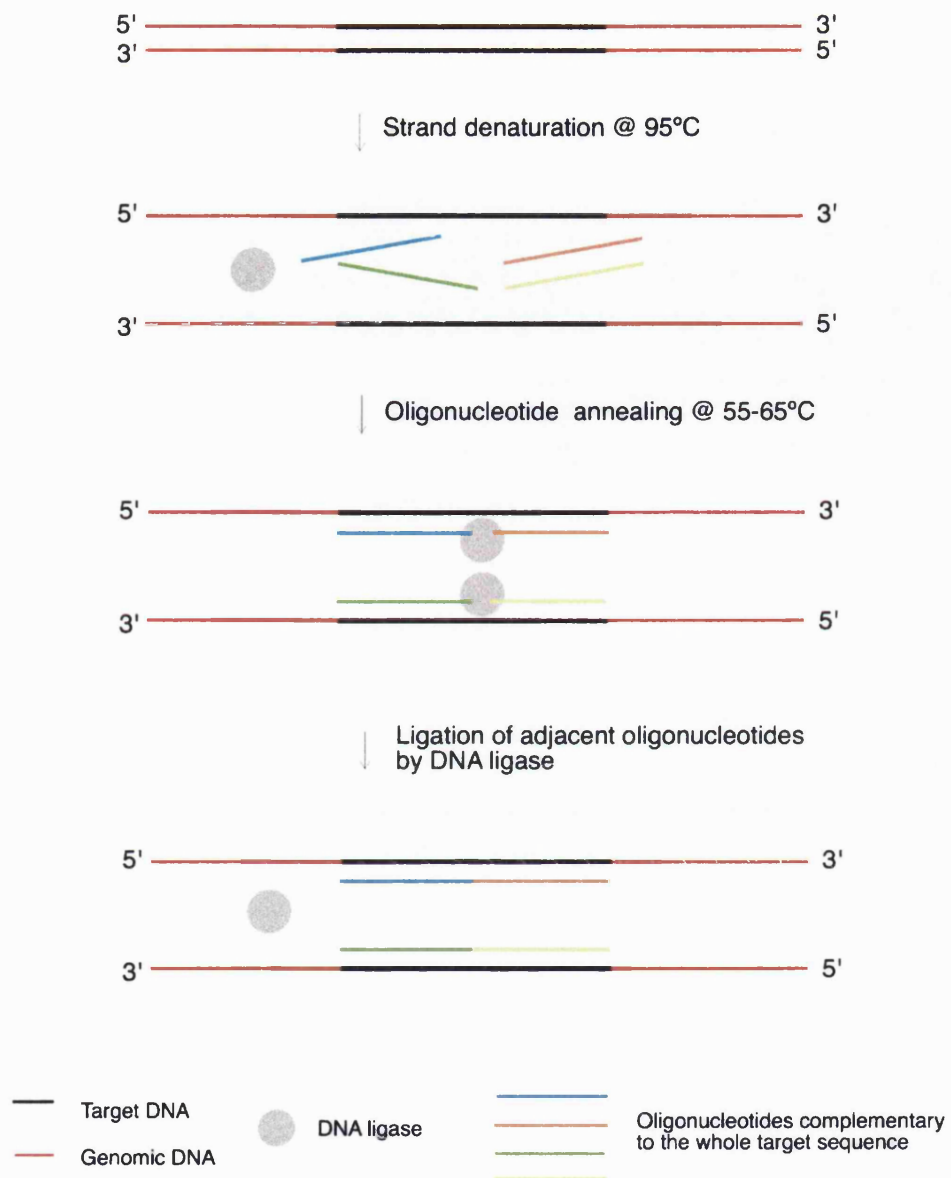 5' 3'
3' 5'
Strand denaturation @ 95ºC
5' 3'
3' 5'
Oligonucleotide annealing @ 55-65ºC
5' 3'
3' 5'
Ligation of adjacent oligonucleotides
by DNA ligase
5' 3'
3' 5'
Target DNA
Genomic DNA
DNA ligase
Oligonucleotides complementary
to the whole target sequence